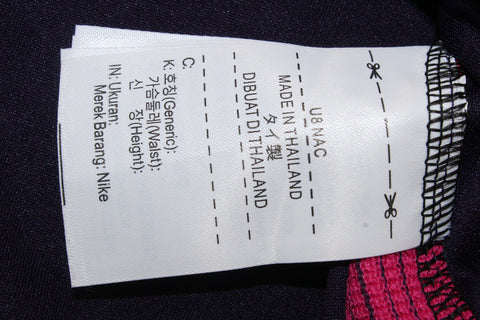 U8 NAC
MADE IN THAILAND
タイ製
DIBUAT DI THAILAND
C:
K: 호칭(Generic):
가슴둘레(Waist):
신 장(Height):
IN: Ukuran:
Merek Barang: Nike